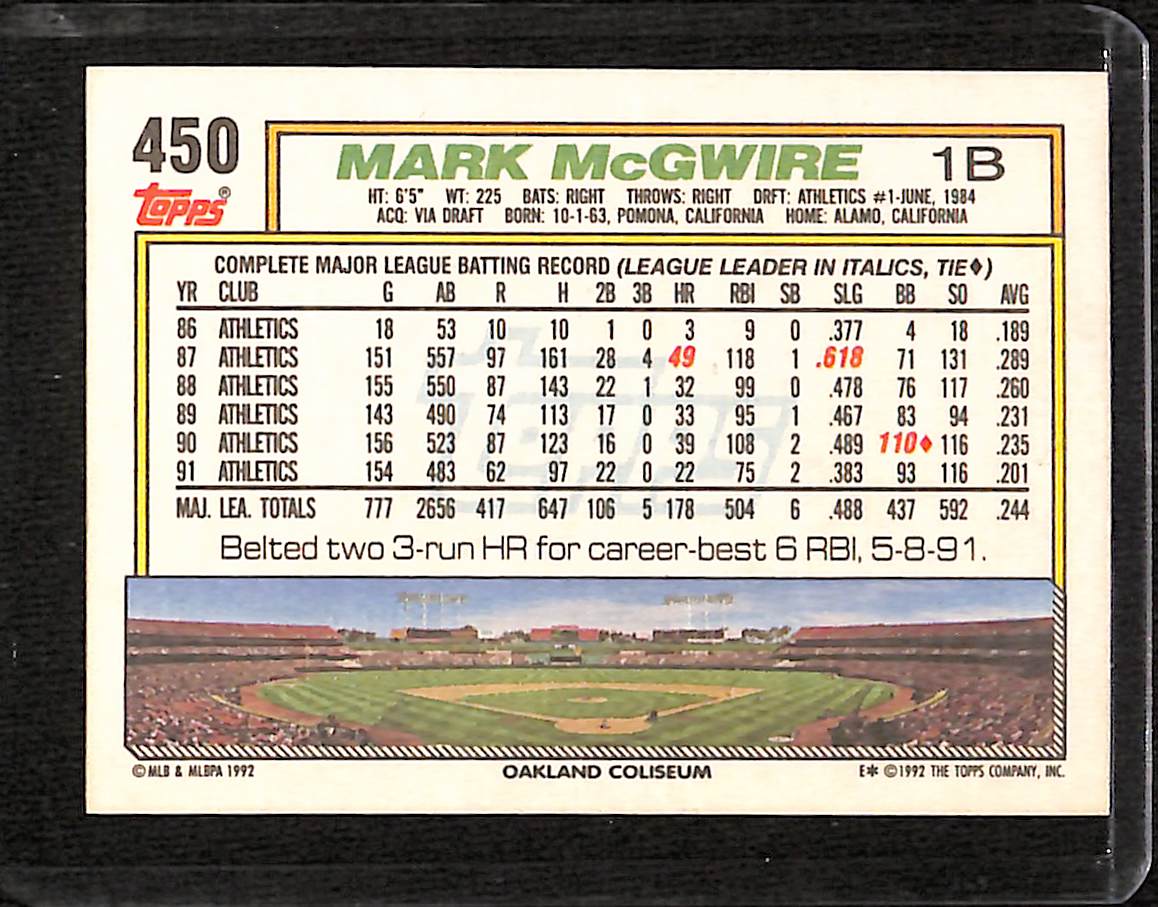 450
topps®
MARK McGWIRE 1B
HT: 6'5" WT: 225 BATS: RIGHT THROWS: RIGHT DRFT: ATHLETICS #1-JUNE, 1984
ACQ: VIA DRAFT BORN: 10-1-63, POMONA, CALIFORNIA HOME: ALAMO, CALIFORNIA
COMPLETE MAJOR LEAGUE BATTING RECORD (LEAGUE LEADER IN ITALICS, TIE♦)
YR CLUB G AB R H 2B 3B HR RBI SB SLG BB SO AVG
86 ATHLETICS 18 53 10 10 1 0 3 9 0 .377 4 18 .189
87 ATHLETICS 151 557 97 161 28 4 49 118 1 .618 71 131 .289
88 ATHLETICS 155 550 87 143 22 1 32 99 0 .478 76 117 .260
89 ATHLETICS 143 490 74 113 17 0 33 95 1 .467 83 94 .231
90 ATHLETICS 156 523 87 123 16 0 39 108 2 .489 110♦ 116 .235
91 ATHLETICS 154 483 62 97 22 0 22 75 2 .383 93 116 .201
MAJ. LEA. TOTALS 777 2656 417 647 106 5 178 504 6 .488 437 592 .244
Belted two 3-run HR for career-best 6 RBI, 5-8-91.
© MLB & MLBPA 1992 OAKLAND COLISEUM E* ©1992 THE TOPPS COMPANY, INC.